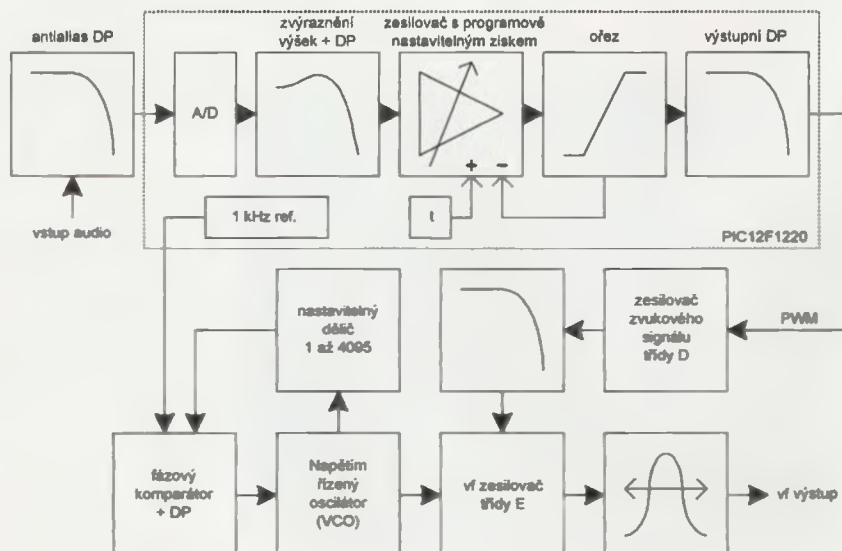 antialias DP
zvýraznění
výšek + DP
zesilovač s programově
nastavitelným ziskem
ořez
výstupní DP
A/D
+ –
t
1 kHz ref.
vstup audio
PIC12F1220
nastavitelný
dělič
1 až 4095
zesilovač
zvukového
signálu
třídy D
PWM
fázový
komparátor
+ DP
Napětím
řízený
oscilátor
(VCO)
vf zesilovač
třídy E
vf výstup